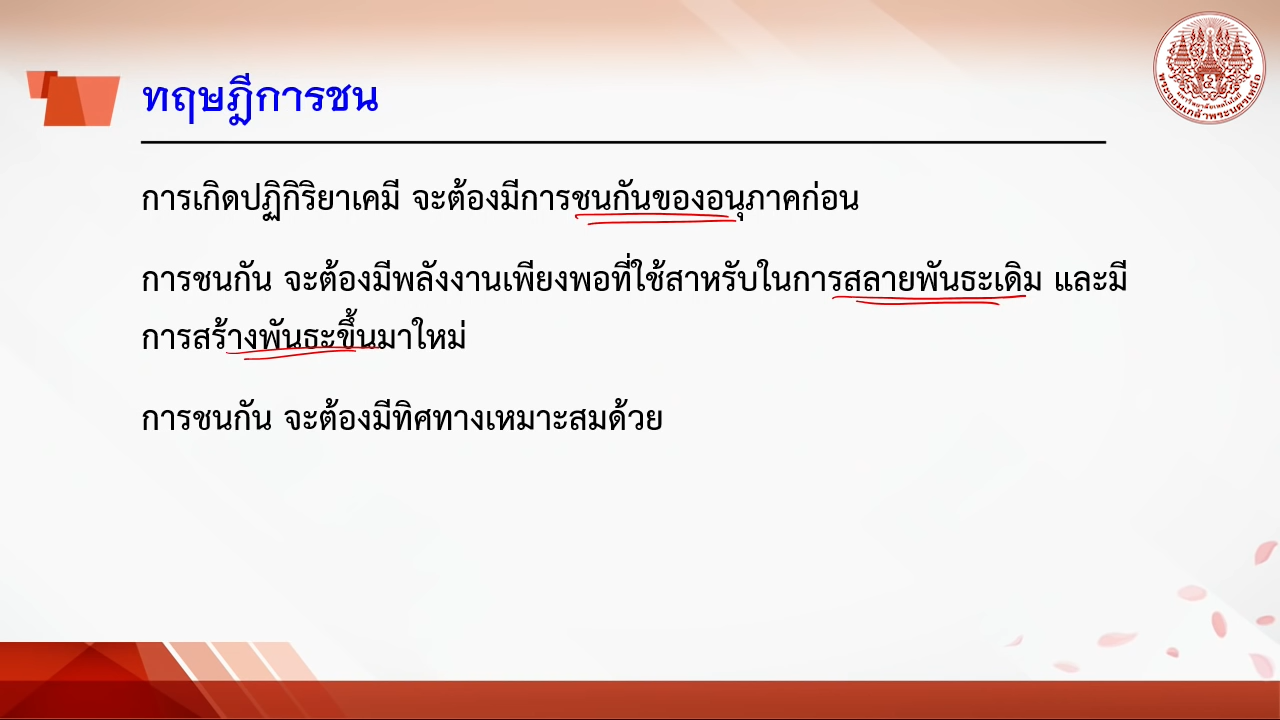 ทฤษฎีการชน
การเกิดปฏิกิริยาเคมี จะต้องมีการชนกันของอนุภาคก่อน
การชนกัน จะต้องมีพลังงานเพียงพอที่ใช้สาหรับในการสลายพันธะเดิม และมี
การสร้างพันธะขึ้นมาใหม่
การชนกัน จะต้องมีทิศทางเหมาะสมด้วย